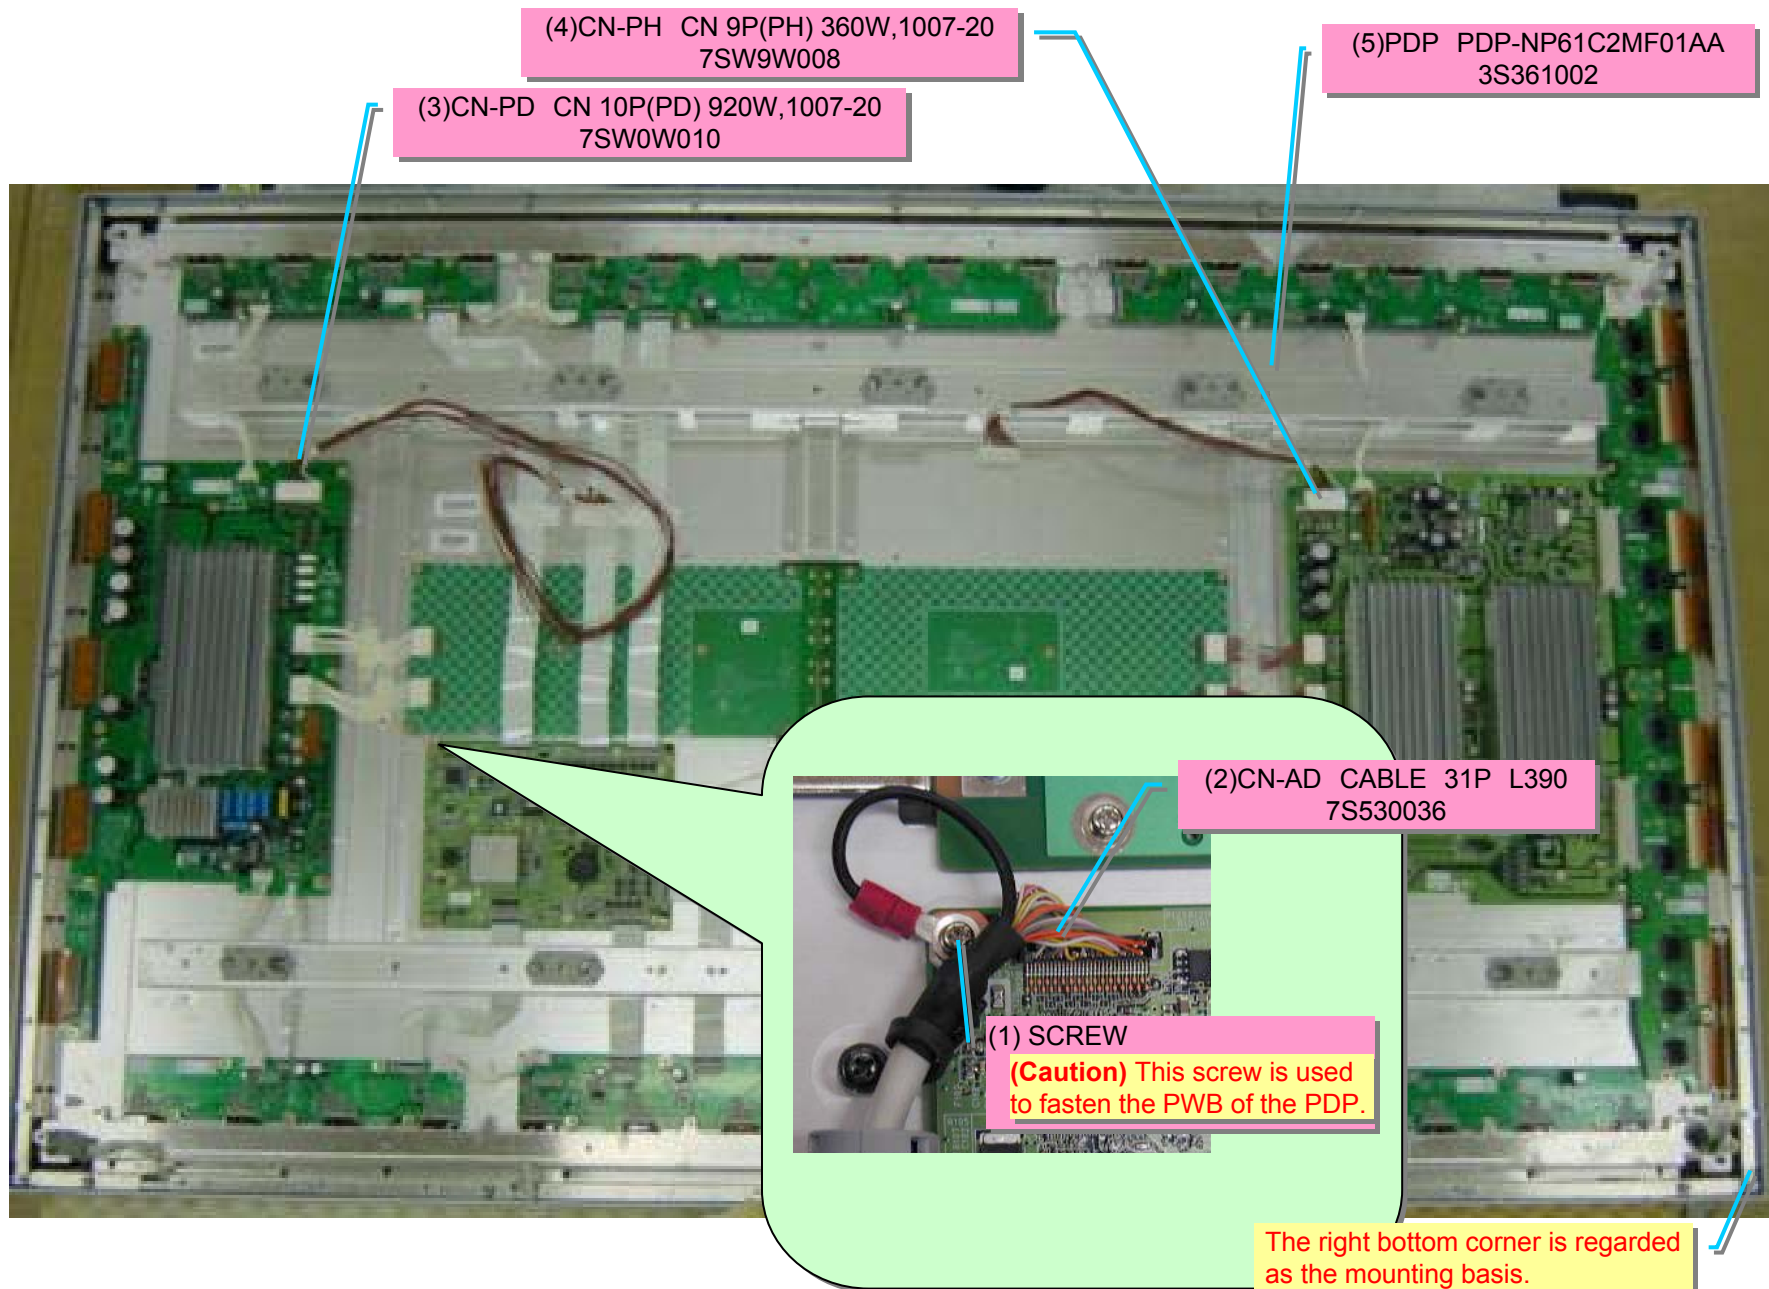 (4)CN-PH CN 9P(PH) 360W,1007-20
7SW9W008
(5)PDP PDP-NP61C2MF01AA
3S361002
(3)CN-PD CN 10P(PD) 920W,1007-20
7SW0W010
(2)CN-AD CABLE 31P L390
7S530036
(1) SCREW
(Caution) This screw is used
to fasten the PWB of the PDP.
The right bottom corner is regarded
as the mounting basis.